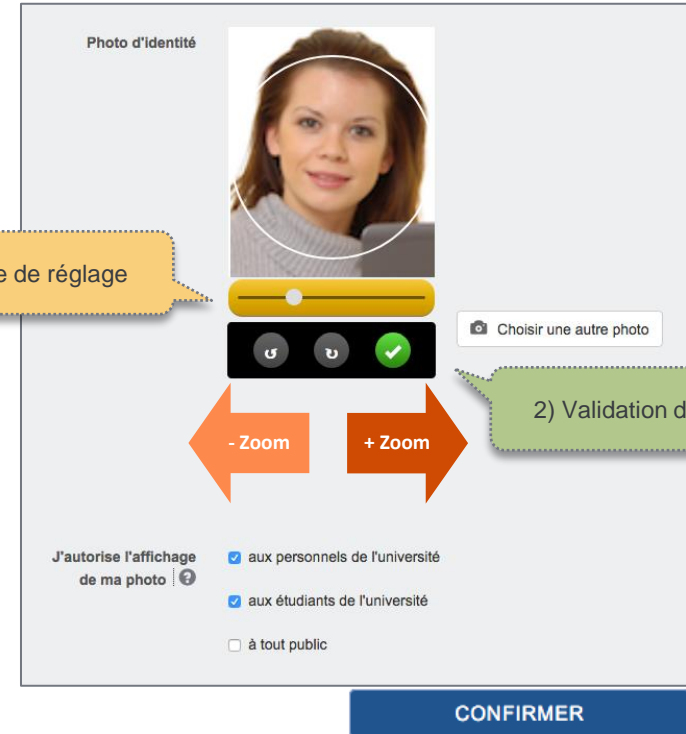 Photo d'identité
e de réglage
Choisir une autre photo
2) Validation d
- Zoom
+ Zoom
J'autorise l'affichage
de ma photo ?
aux personnels de l'université
aux étudiants de l'université
à tout public
CONFIRMER